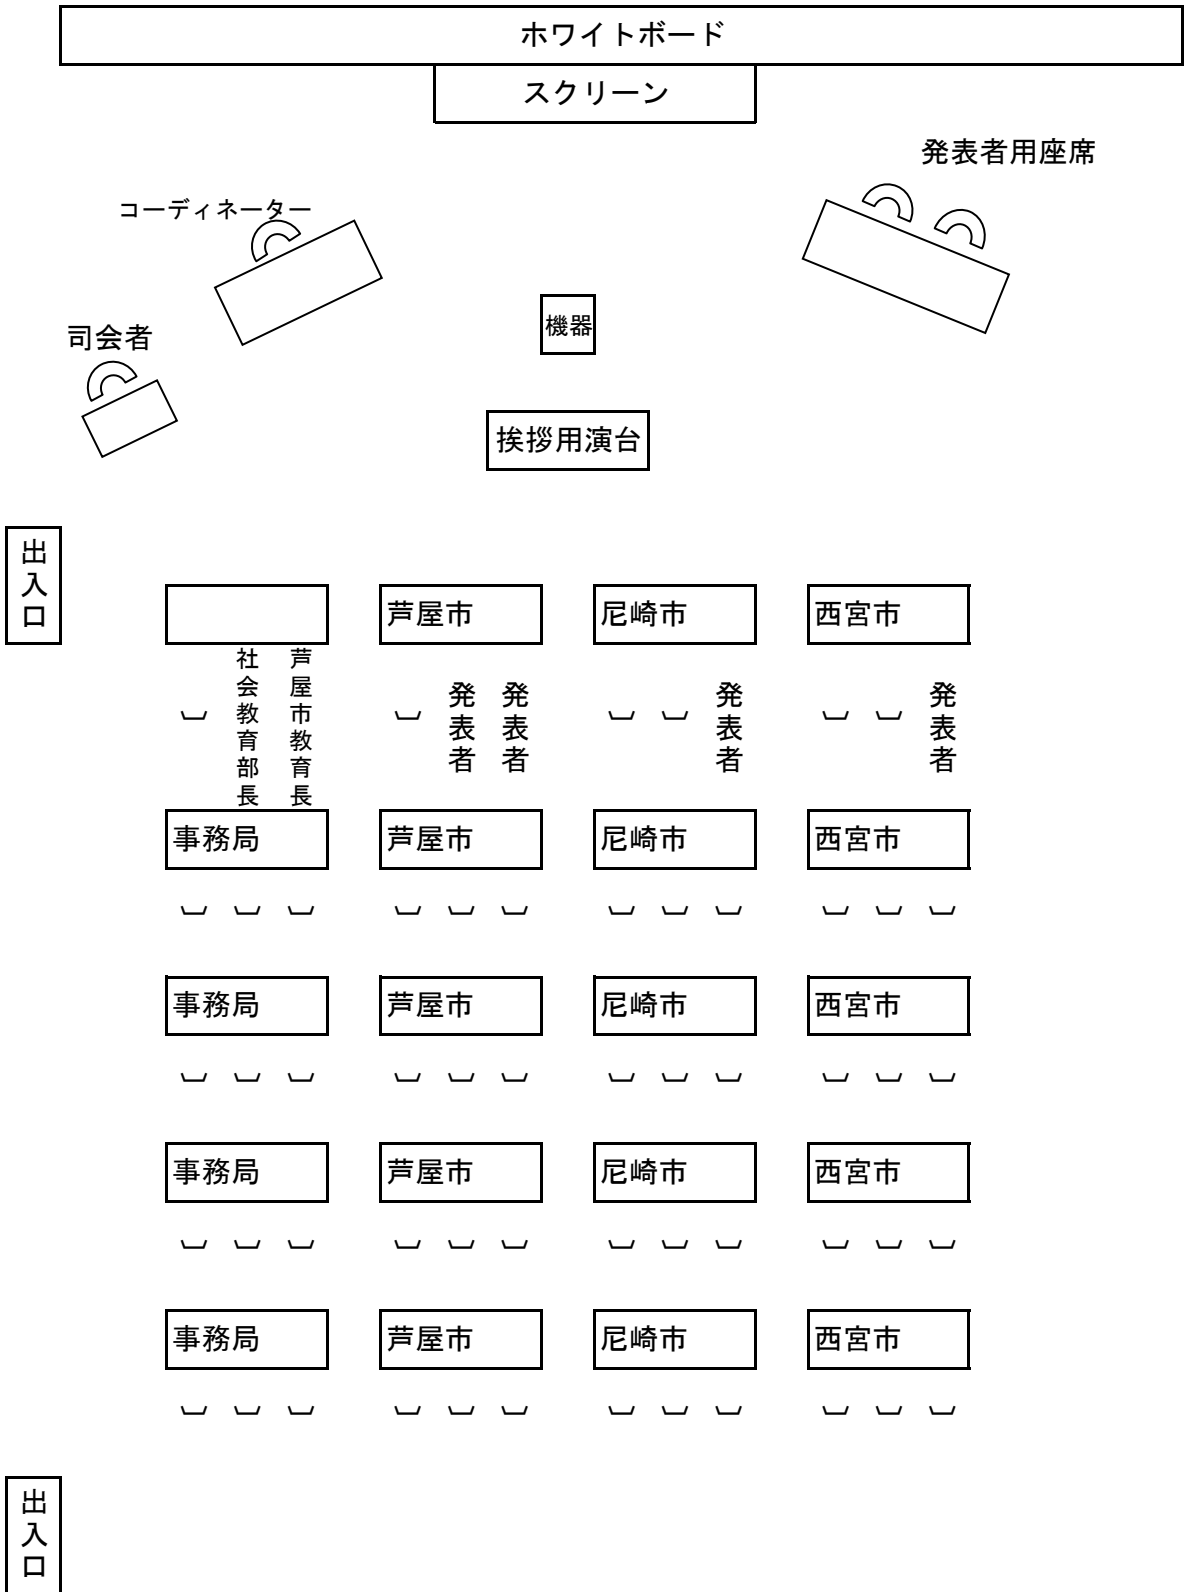 ホワイトボード
スクリーン
発表者用座席
コーディネーター
機器
司会者
挨拶用演台
出入口
芦屋市
尼崎市
西宮市
社会教育部長
芦屋市教育長
発表者
発表者
発表者
発表者
事務局
芦屋市
尼崎市
西宮市
事務局
芦屋市
尼崎市
西宮市
事務局
芦屋市
尼崎市
西宮市
事務局
芦屋市
尼崎市
西宮市
出入口